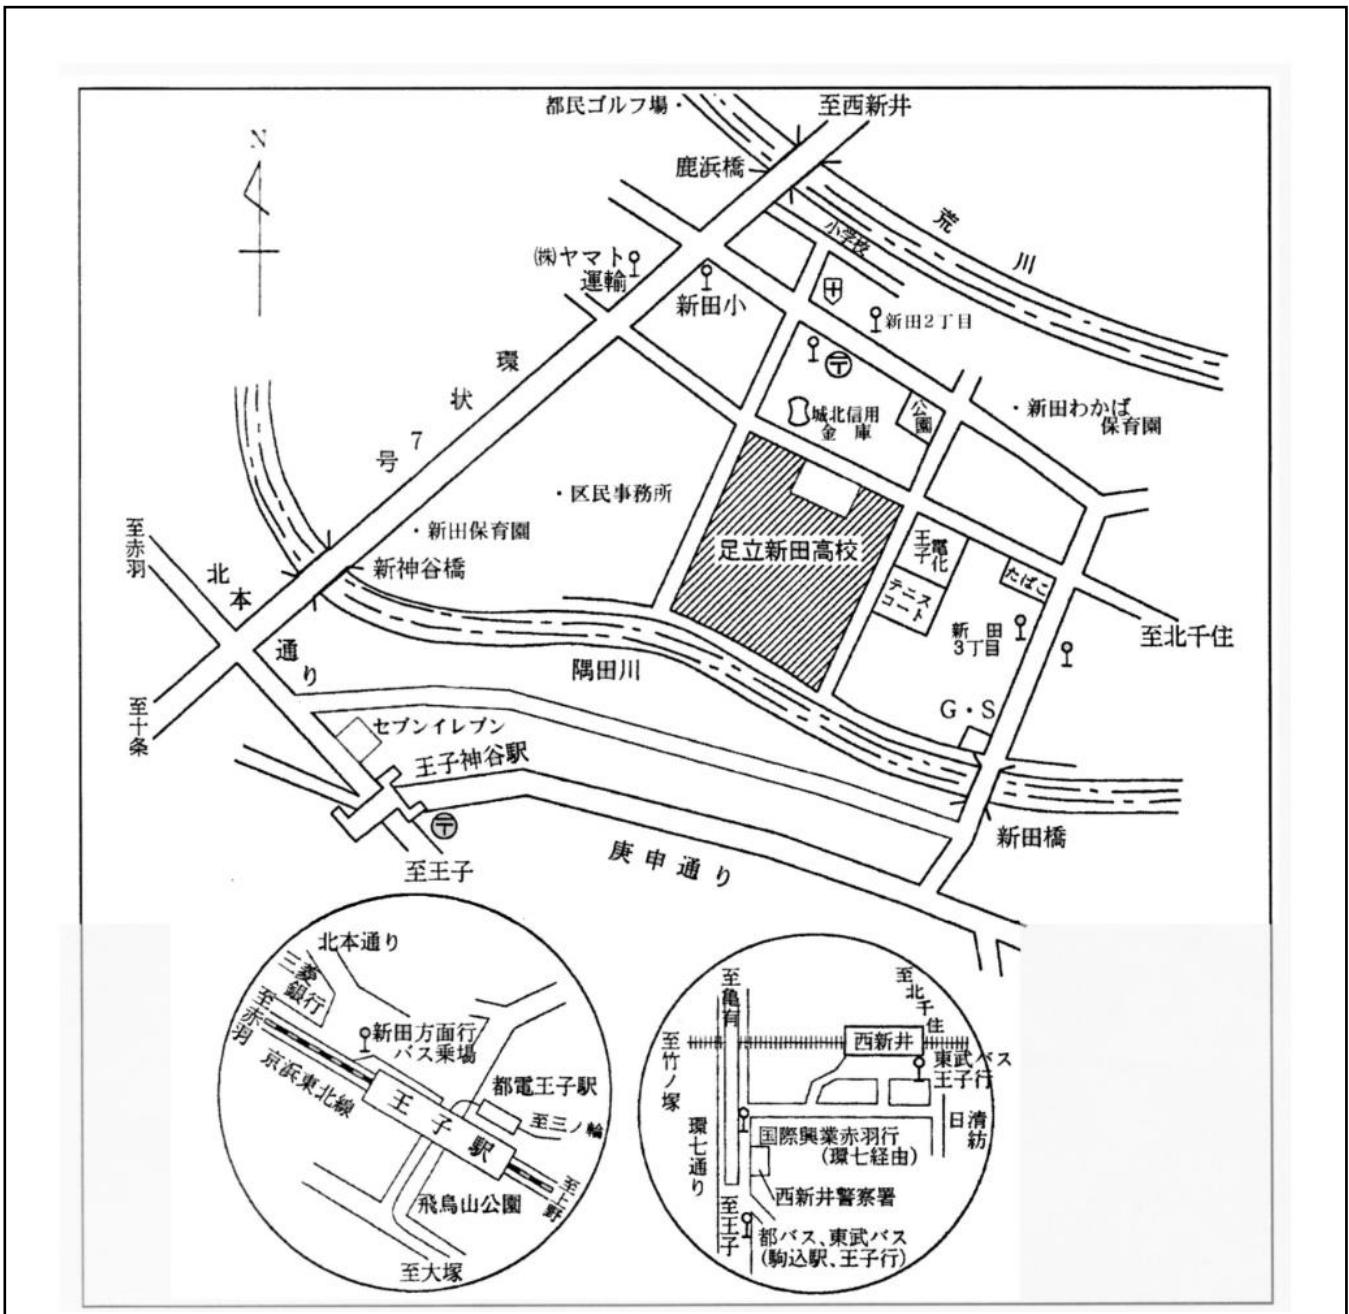 都民ゴルフ場・
至西新井
N
鹿浜橋
荒川
小学校
㈱ヤマト
運輸
新田小
新田2丁目
環状7号
〒
城北信用
金庫
公園
・新田わかば
保育園
・区民事務所
・新田保育園
足立新田高校
王子電化
テニス
コート
たばこ
至赤羽
北本通り
新神谷橋
新田
3丁目
至北千住
隅田川
G・S
至十条
セブンイレブン
王子神谷駅
〒
新田橋
至王子
庚申通り
北本通り
三菱
銀行
至赤羽
新田方面行
バス乗場
京浜東北線
都電王子駅
王子駅
至三ノ輪
飛鳥山公園
至上野
至大塚
至亀有
至北千住
至竹ノ塚
西新井
東武バス
王子行
日清紡
環七通り
国際興業赤羽行
(環七経由)
西新井警察署
至王子
都バス、東武バス
(駒込駅、王子行)